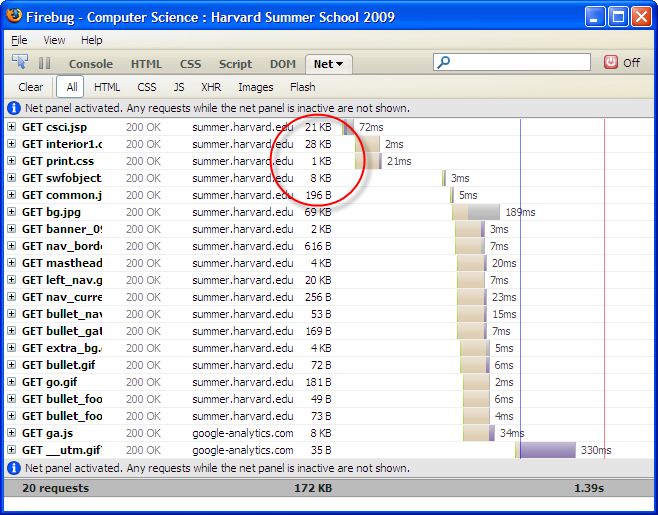 Firebug - Computer Science : Harvard Summer School 2009
File View Help
Console HTML CSS Script DOM Net Off
Clear All HTML CSS JS XHR Images Flash
Net panel activated. Any requests while the net panel is inactive are not shown.
GET csci.jsp 200 OK summer.harvard.edu 21 KB 72ms
GET interior1.c 200 OK summer.harvard.edu 28 KB 2ms
GET print.css 200 OK summer.harvard.edu 1 KB 21ms
GET swfobject. 200 OK summer.harvard.edu 8 KB 3ms
GET common.j 200 OK summer.harvard.edu 196 B 5ms
GET bg.jpg 200 OK summer.harvard.edu 69 KB 189ms
GET banner_09 200 OK summer.harvard.edu 2 KB 3ms
GET nav_borde 200 OK summer.harvard.edu 616 B 7ms
GET masthead 200 OK summer.harvard.edu 4 KB 20ms
GET left_nav.g 200 OK summer.harvard.edu 20 KB 7ms
GET nav_curre 200 OK summer.harvard.edu 256 B 23ms
GET bullet_nav 200 OK summer.harvard.edu 53 B 15ms
GET bullet_gat 200 OK summer.harvard.edu 169 B 7ms
GET extra_bg. 200 OK summer.harvard.edu 4 KB 5ms
GET bullet.gif 200 OK summer.harvard.edu 72 B 6ms
GET go.gif 200 OK summer.harvard.edu 181 B 2ms
GET bullet_foo 200 OK summer.harvard.edu 49 B 6ms
GET bullet_foo 200 OK summer.harvard.edu 73 B 4ms
GET ga.js 200 OK google-analytics.com 8 KB 34ms
GET __utm.gif 200 OK google-analytics.com 35 B 330ms
Net panel activated. Any requests while the net panel is inactive are not shown.
20 requests 172 KB 1.39s